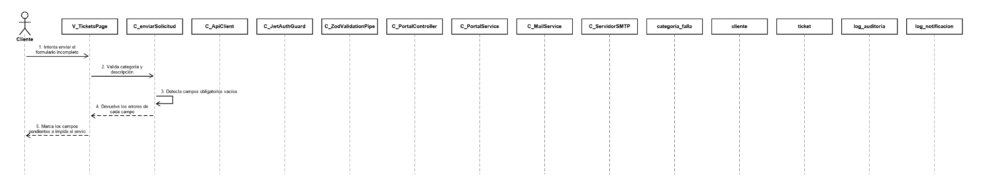 Cliente
V_TicketsPage
C_enviarSolicitud
C_ApiClient
C_JwtAuthGuard
C_ZodValidationPipe
C_PortalController
C_PortalService
C_MailService
C_ServidorSMTP
categoria_falla
cliente
ticket
log_auditoria
log_notificacion
1. Intenta enviar el
formulario incompleto
2. Valida categoría y
descripción
3. Detecta campos obligatorios vacíos
4. Devuelve los errores de
cada campo
5. Marca los campos
pendientes e impide el envío